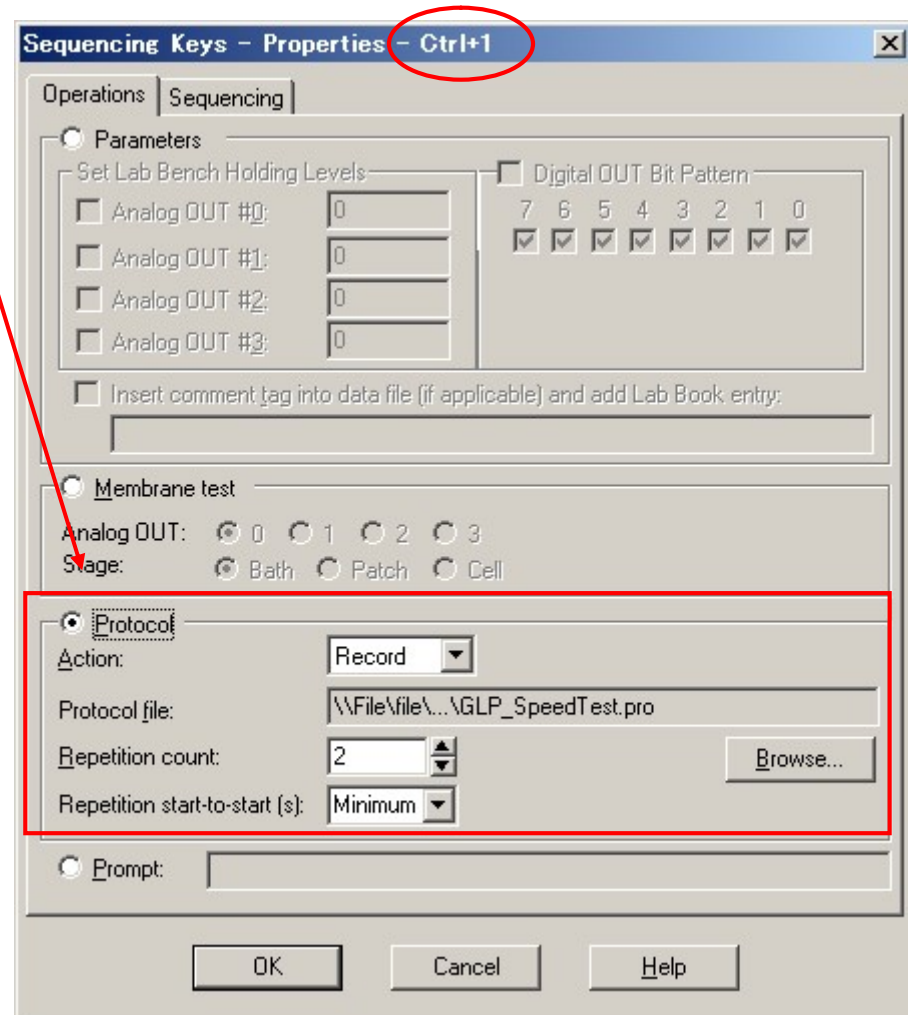 Sequencing Keys - Properties - Ctrl+1
Operations Sequencing
Parameters
Set Lab Bench Holding Levels
Digital OUT Bit Pattern
Analog OUT #0: 0
7 6 5 4 3 2 1 0
Analog OUT #1: 0
Analog OUT #2: 0
Analog OUT #3: 0
Insert comment tag into data file (if applicable) and add Lab Book entry:
Membrane test
Analog OUT: 0 1 2 3
Stage: Bath Patch Cell
Protocol
Action: Record
Protocol file: \\File\file\...\GLP_SpeedTest.pro
Repetition count: 2 Browse...
Repetition start-to-start (s): Minimum
Prompt:
OK Cancel Help